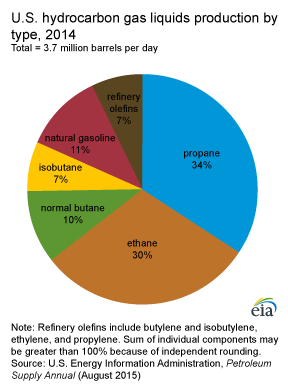 U.S. hydrocarbon gas liquids production by
type, 2014
Total = 3.7 million barrels per day
refinery
olefins
7%
propane
34%
natural gasoline
11%
isobutane
7%
normal butane
10%
ethane
30%
eia
Note: Refinery olefins include butylene and isobutylene,
ethylene, and propylene. Sum of individual components may
be greater than 100% because of independent rounding.
Source: U.S. Energy Information Administration, Petroleum
Supply Annual (August 2015)